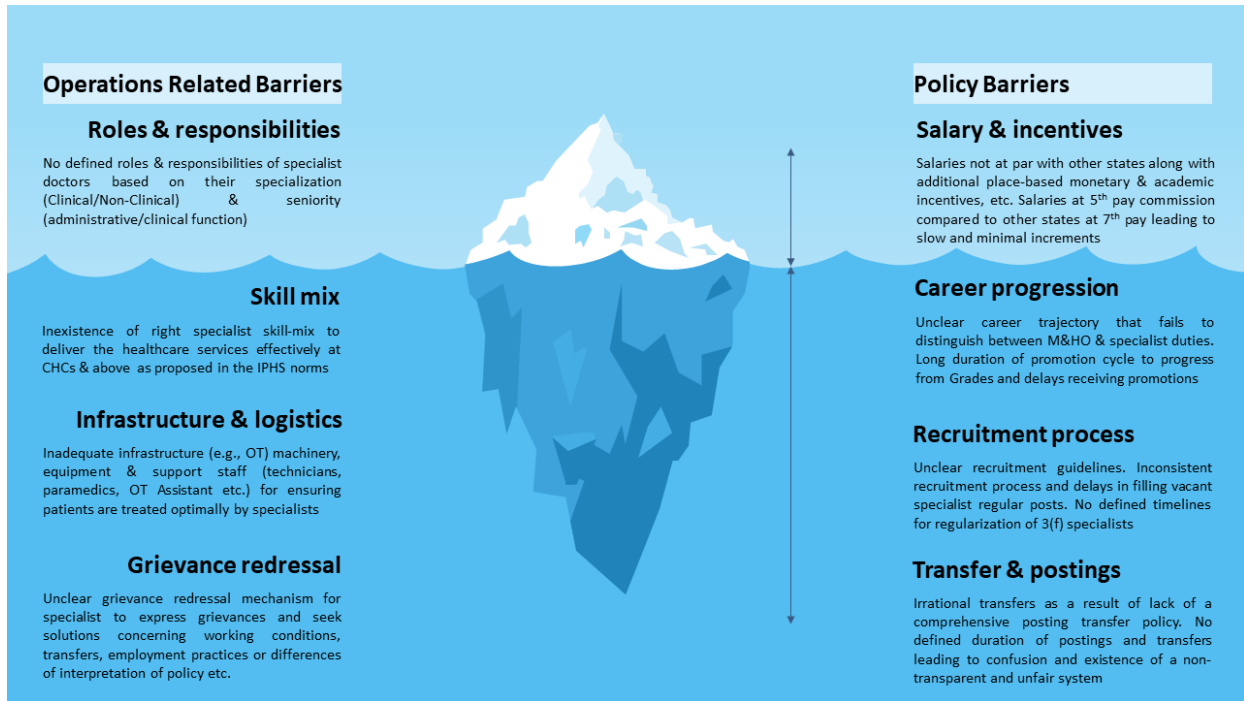 Operations Related Barriers
Roles & responsibilities
No defined roles & responsibilities of specialist
doctors based on their specialization
(Clinical/Non-Clinical) & seniority
(administrative/clinical function)
Skill mix
Inexistence of right specialist skill-mix to
deliver the healthcare services effectively at
CHCs & above as proposed in the IPHS norms
Infrastructure & logistics
Inadequate infrastructure (e.g., OT) machinery,
equipment & support staff (technicians,
paramedics, OT Assistant etc.) for ensuring
patients are treated optimally by specialists
Grievance redressal
Unclear grievance redressal mechanism for
specialist to express grievances and seek
solutions concerning working conditions,
transfers, employment practices or differences
of interpretation of policy etc.
Policy Barriers
Salary & incentives
Salaries not at par with other states along with
additional place-based monetary & academic
incentives, etc. Salaries at 5th pay commission
compared to other states at 7th pay leading to
slow and minimal increments
Career progression
Unclear career trajectory that fails to
distinguish between M&HO & specialist duties.
Long duration of promotion cycle to progress
from Grades and delays receiving promotions
Recruitment process
Unclear recruitment guidelines. Inconsistent
recruitment process and delays in filling vacant
specialist regular posts. No defined timelines
for regularization of 3(f) specialists
Transfer & postings
Irrational transfers as a result of lack of a
comprehensive posting transfer policy. No
defined duration of postings and transfers
leading to confusion and existence of a non-
transparent and unfair system